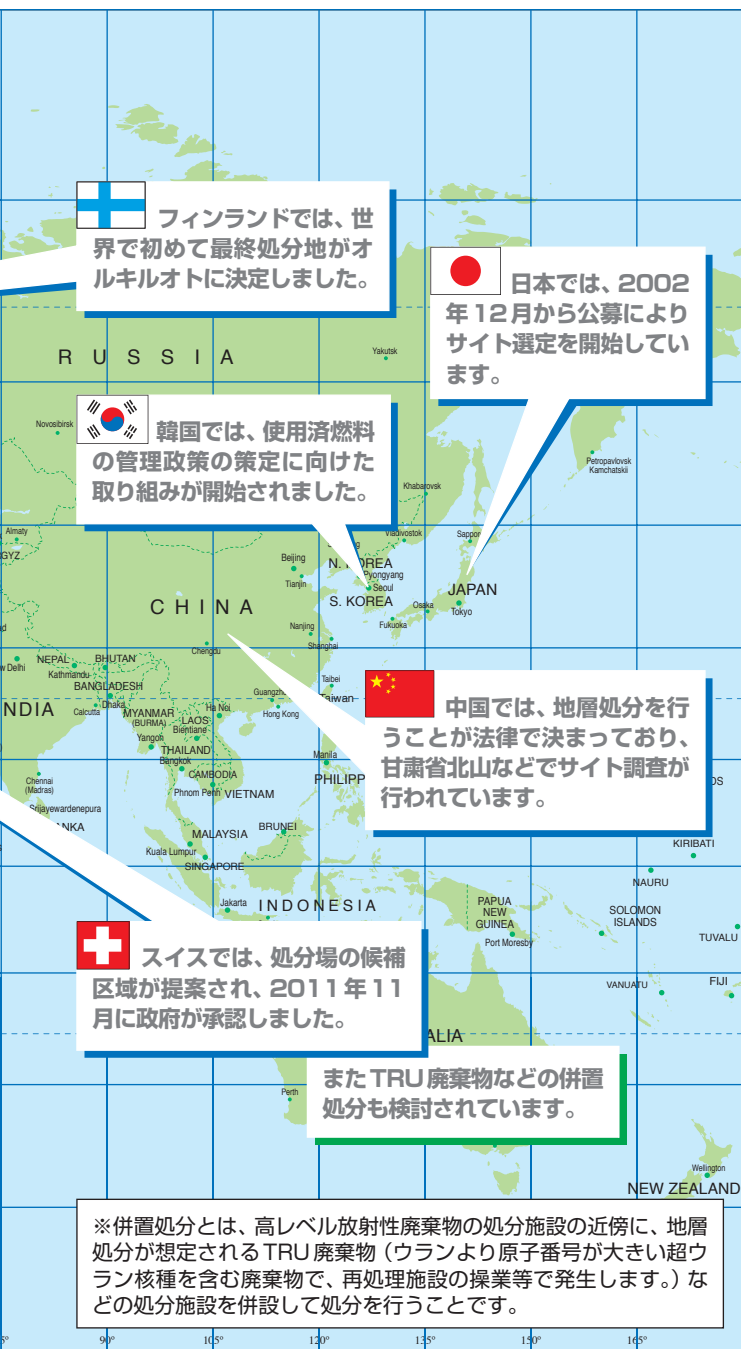 フィンランドでは、世
界で初めて最終処分地がオ
ルキルオトに決定しました。
日本では、2002
年12月から公募により
サイト選定を開始してい
ます。
RUSSIA
Yakutsk
Novosibirsk
韓国では、使用済燃料
の管理政策の策定に向けた
取り組みが開始されました。
Petropavlovsk
Kamchatskii
Khabarovsk
Almaty
Vladivostok
Beijing
N. KOREA
Pyongyang
Tianjin
Seoul
JAPAN
CHINA
S. KOREA
Osaka
Tokyo
Nanjing
Fukuoka
Shanghai
Chengdu
NEPAL
BHUTAN
Kathmandu
BANGLADESH
Taibei
Guangzhou
Taiwan
Dhaka
NDIA
Calcutta
MYANMAR
(BURMA)
Ha Noi
Hong Kong
LAOS
Bientiane
Yangon
THAILAND
Bangkok
Manila
CAMBODIA
PHILIPP
Chennai
(Madras)
Phnom Penh
VIETNAM
Srijayewardenepura
ANKA
BRUNEI
MALAYSIA
Kuala Lumpur
SINGAPORE
中国では、地層処分を行
うことが法律で決まっており、
甘粛省北山などでサイト調査が
行われています。
OS
KIRIBATI
NAURU
Jakarta
INDONESIA
PAPUA
NEW
GUINEA
Port Moresby
SOLOMON
ISLANDS
TUVALU
スイスでは、処分場の候補
区域が提案され、2011年11
月に政府が承認しました。
VANUATU
FIJI
ALIA
またTRU廃棄物などの併置
処分も検討されています。
Perth
Wellington
NEW ZEALAND
※併置処分とは、高レベル放射性廃棄物の処分施設の近傍に、地層
処分が想定されるTRU廃棄物（ウランより原子番号が大きい超ウ
ラン核種を含む廃棄物で、再処理施設の操業等で発生します。）な
どの処分施設を併設して処分を行うことです。
90°
105°
120°
135°
150°
165°